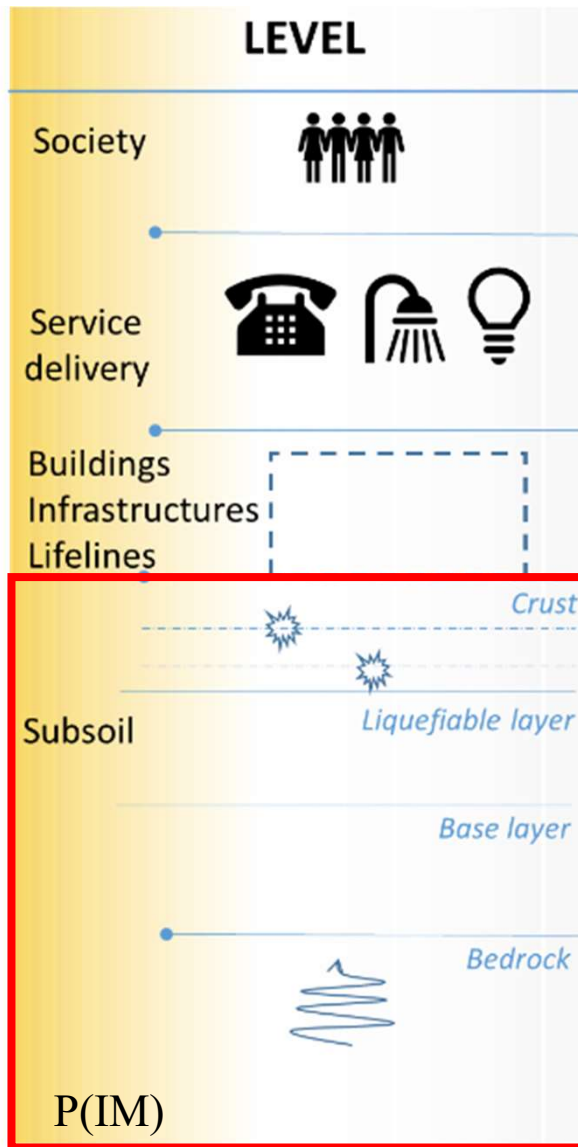 LEVEL
Society
Service
delivery
Buildings
Infrastructures
Lifelines
Crust
Subsoil
Liquefiable layer
Base layer
Bedrock
P(IM)